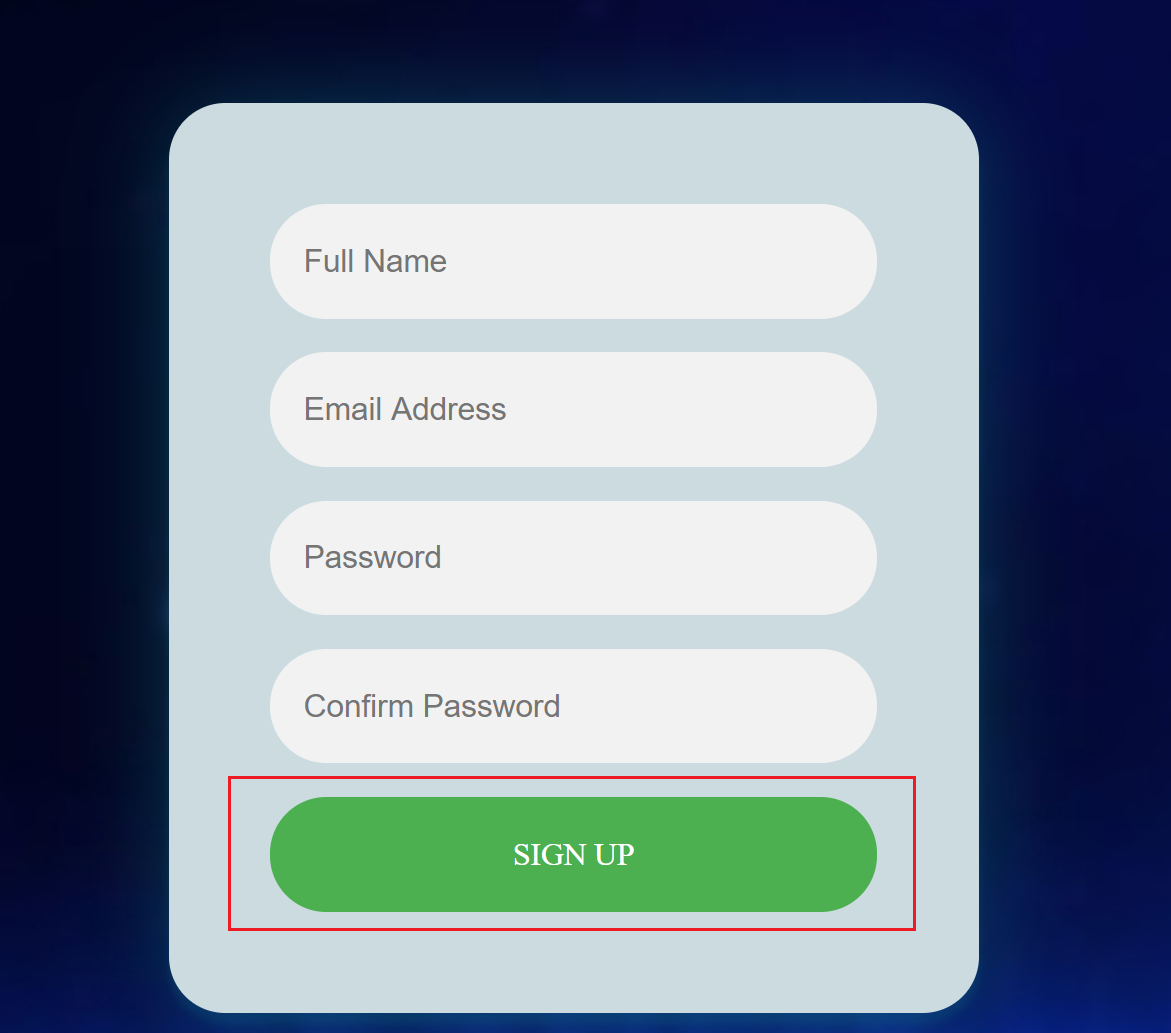 Full Name
Email Address
Password
Confirm Password
SIGN UP